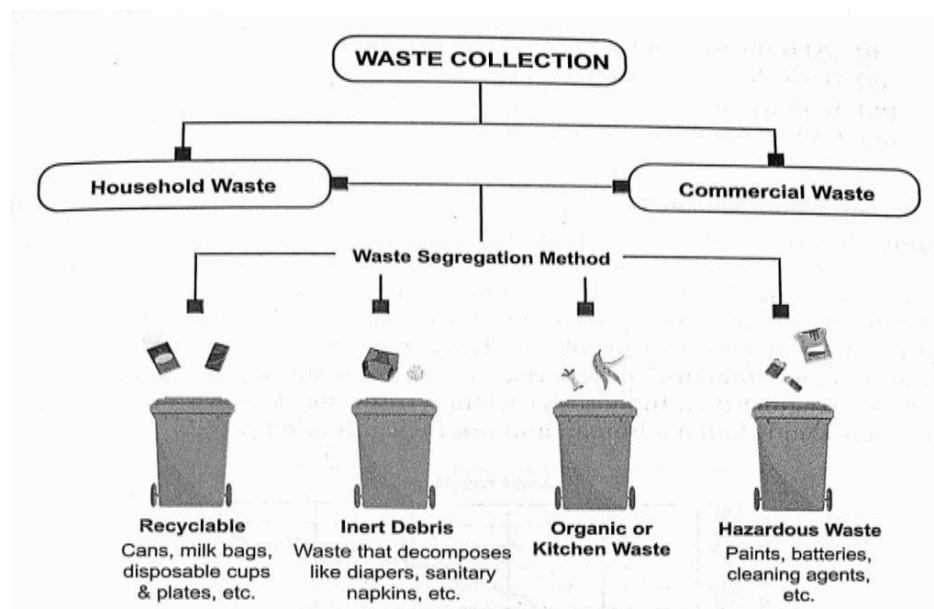 WASTE COLLECTION
Household Waste
Commercial Waste
Waste Segregation Method
Recyclable
Cans, milk bags,
disposable cups
& plates, etc.
Inert Debris
Waste that decomposes
like diapers, sanitary
napkins, etc.
Organic or
Kitchen Waste
Hazardous Waste
Paints, batteries,
cleaning agents,
etc.